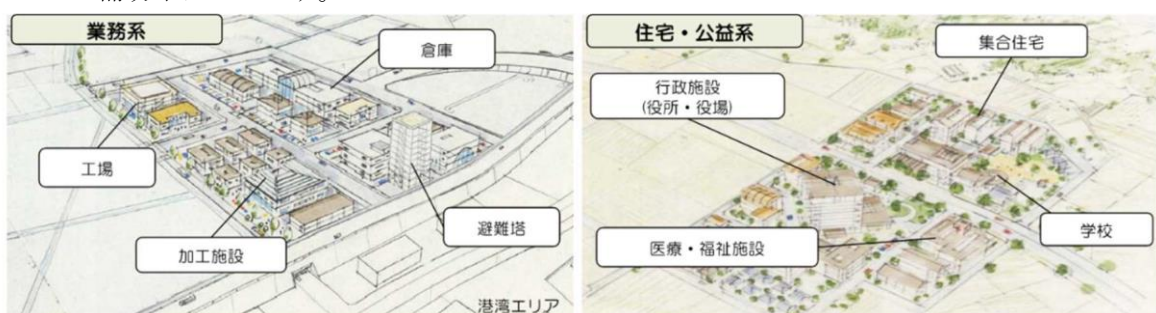 業務系
倉庫
工場
加工施設
避難塔
港湾エリア
住宅・公益系
集合住宅
行政施設
(役所・役場)
医療・福祉施設
学校